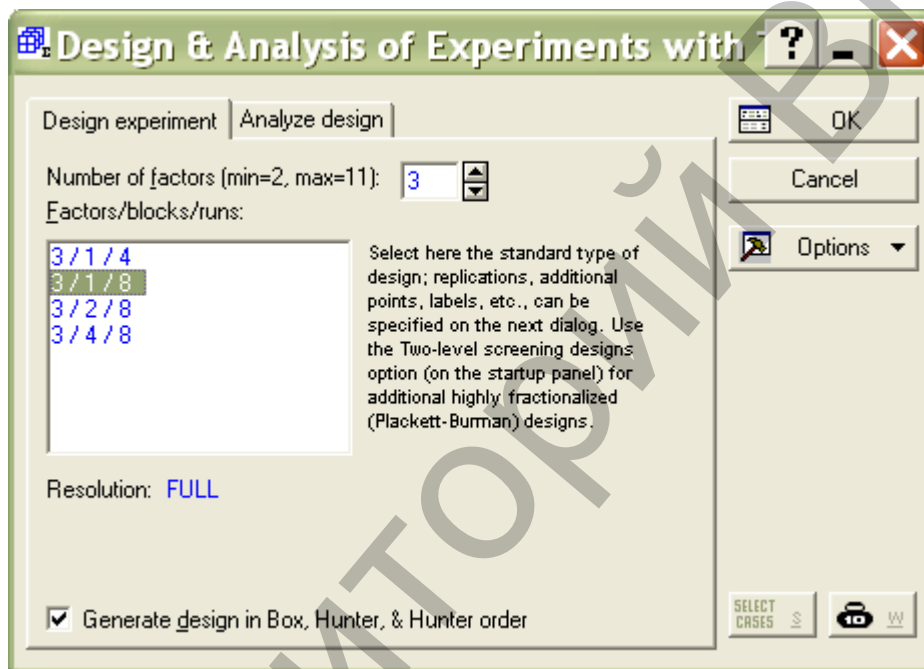 Design & Analysis of Experiments with
Design experiment
Analyze design
OK
Cancel
Options
Number of factors (min=2, max=11): 3
Factors/blocks/runs:
3 / 1 / 4
3 / 1 / 8
3 / 2 / 8
3 / 4 / 8
Select here the standard type of
design; replications, additional
points, labels, etc., can be
specified on the next dialog. Use
the Two-level screening designs
option (on the startup panel) for
additional highly fractionalized
(Plackett-Burman) designs.
Resolution: FULL
Generate design in Box, Hunter, & Hunter order
SELECT
CASES S
W